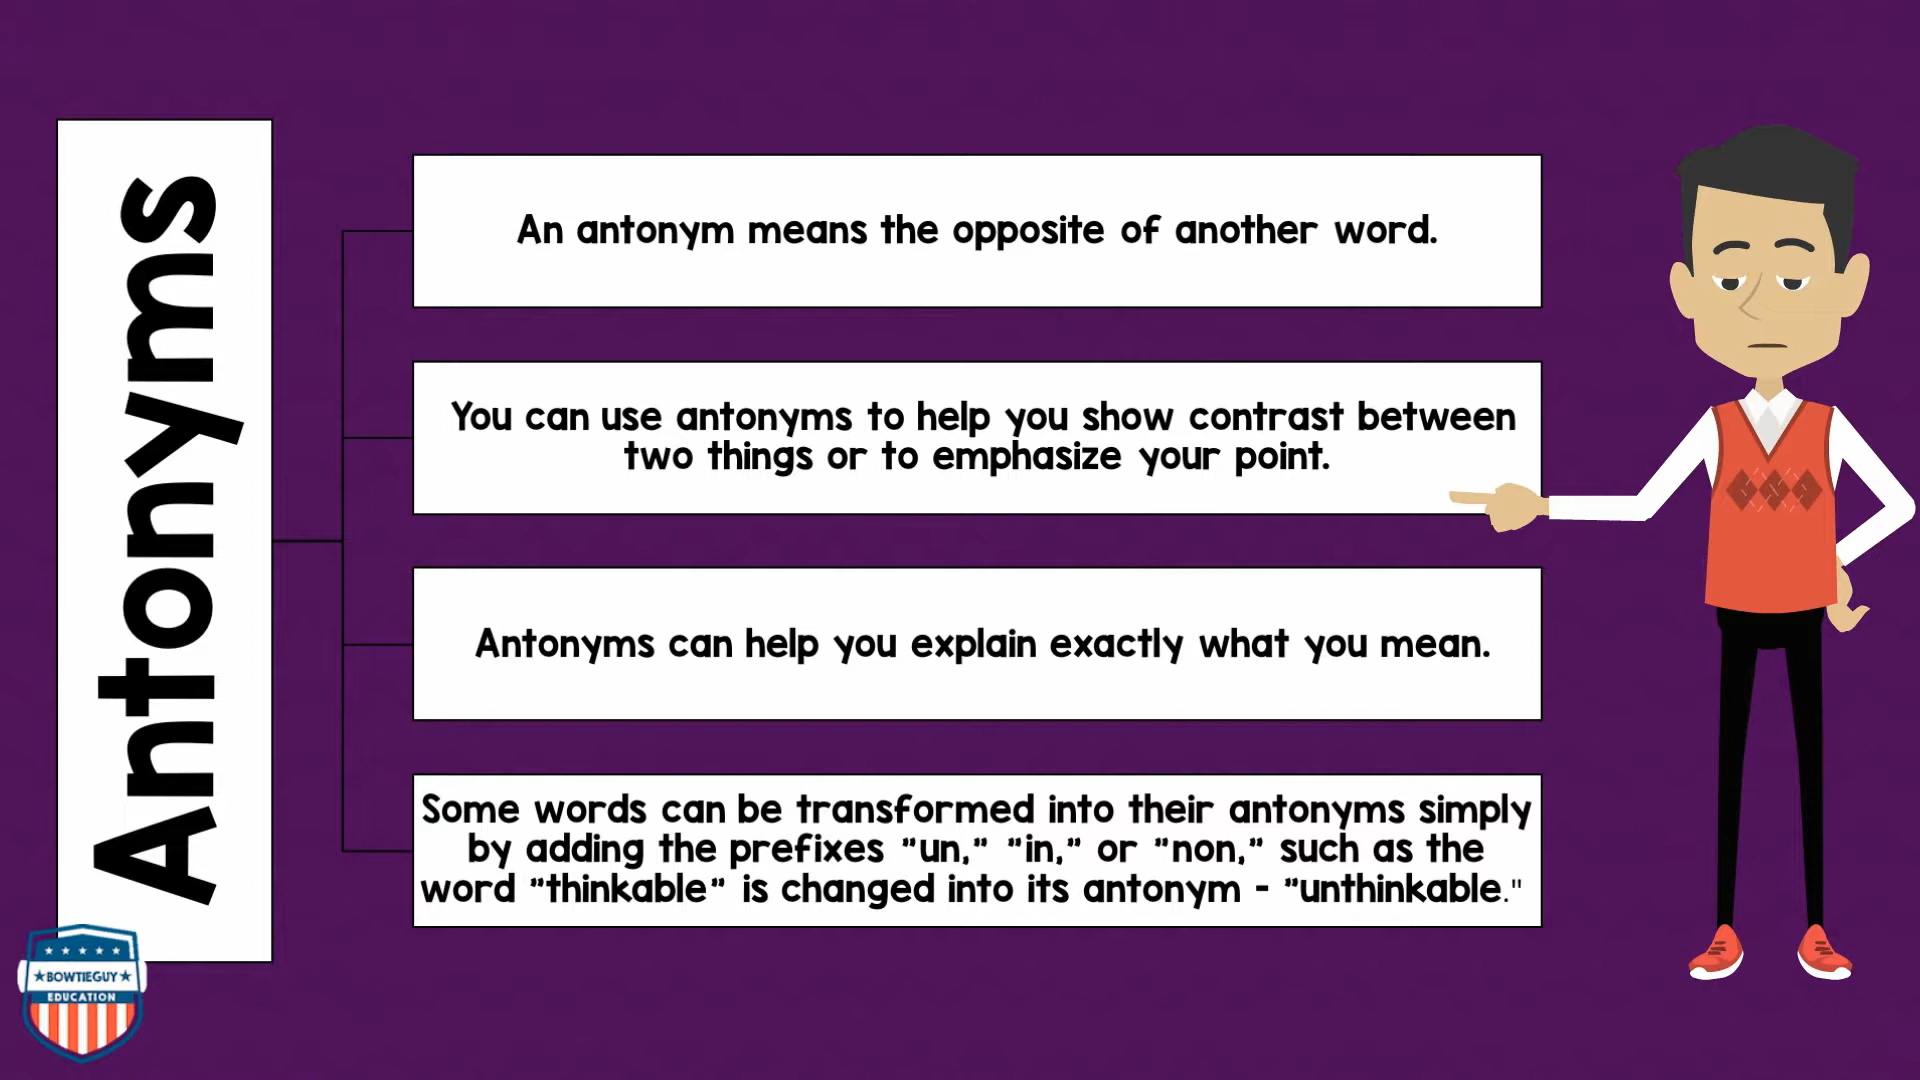 Antonyms
An antonym means the opposite of another word.
You can use antonyms to help you show contrast between
two things or to emphasize your point.
Antonyms can help you explain exactly what you mean.
Some words can be transformed into their antonyms simply
by adding the prefixes "un," "in," or "non," such as the
word "thinkable" is changed into its antonym - "unthinkable."
BOWTIEGUY
EDUCATION